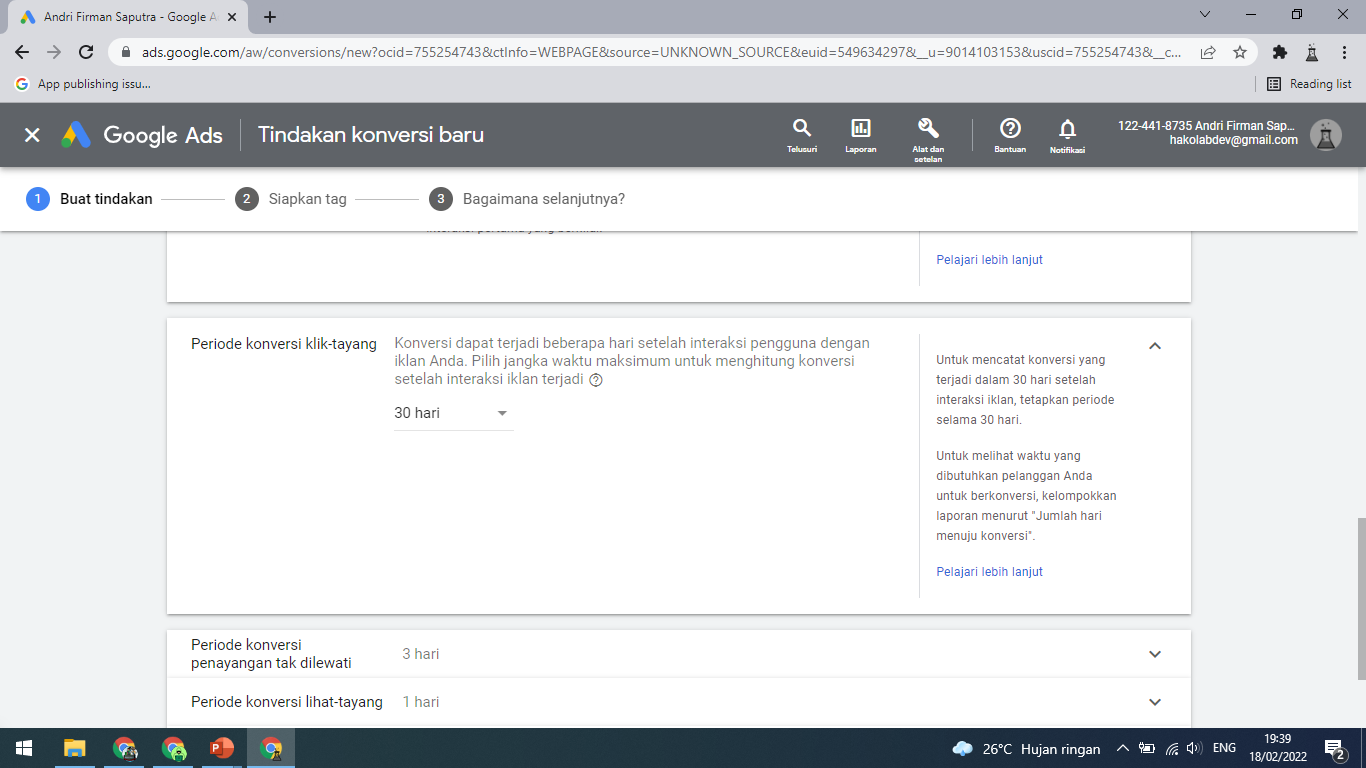 Andri Firman Saputra - Google A
ads.google.com/aw/conversions/new?ocid=755254743&ctInfo=WEBPAGE&source=UNKNOWN_SOURCE&euid=549634297&__u=9014103153&uscid=755254743&__c...
App publishing issu...
Reading list
Google Ads
Tindakan konversi baru
Telusuri
Laporan
Alat dan
setelan
Bantuan
Notifikasi
122-441-8735 Andri Firman Sap...
hakolabdev@gmail.com
1 Buat tindakan
2 Siapkan tag
3 Bagaimana selanjutnya?
Pelajari lebih lanjut
Periode konversi klik-tayang
Konversi dapat terjadi beberapa hari setelah interaksi pengguna dengan
iklan Anda. Pilih jangka waktu maksimum untuk menghitung konversi
setelah interaksi iklan terjadi
30 hari
Untuk mencatat konversi yang
terjadi dalam 30 hari setelah
interaksi iklan, tetapkan periode
selama 30 hari.
Untuk melihat waktu yang
dibutuhkan pelanggan Anda
untuk berkonversi, kelompokkan
laporan menurut "Jumlah hari
menuju konversi".
Pelajari lebih lanjut
Periode konversi
penayangan tak dilewati
3 hari
Periode konversi lihat-tayang
1 hari
26°C Hujan ringan
ENG
19:39
18/02/2022
2